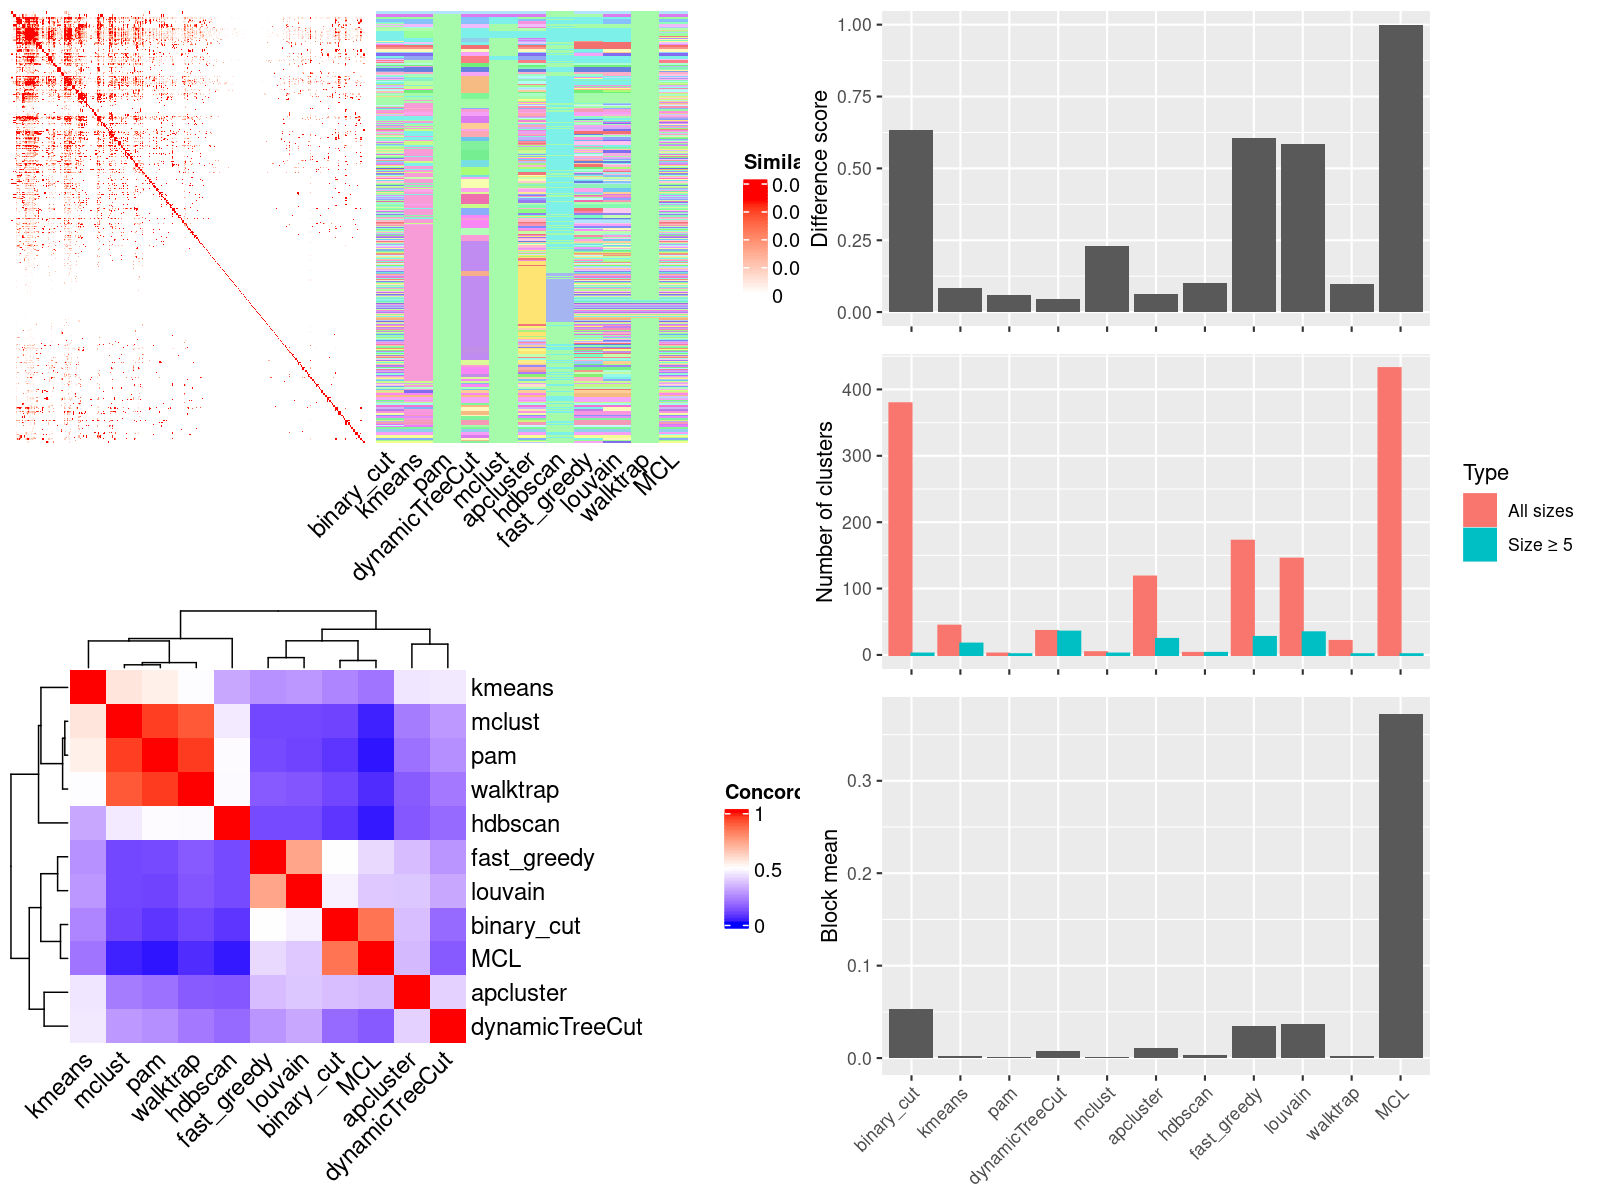 Simila
0.0
0.0
0.0
0.0
0
binary_cut
kmeans
pam
dynamicTreeCut
mclust
apcluster
hdbscan
fast_greedy
louvain
walktrap
MCL
kmeans
mclust
pam
walktrap
hdbscan
fast_greedy
louvain
binary_cut
MCL
apcluster
dynamicTreeCut
kmeans
mclust
pam
walktrap
hdbscan
fast_greedy
louvain
binary_cut
MCL
apcluster
dynamicTreeCut
Concord
1
0.5
0
Difference score
1.00
0.75
0.50
0.25
0.00
Number of clusters
400
300
200
100
0
Type
All sizes
Size ≥ 5
Block mean
0.3
0.2
0.1
0.0
binary_cut
kmeans
pam
dynamicTreeCut
mclust
apcluster
hdbscan
fast_greedy
louvain
walktrap
MCL